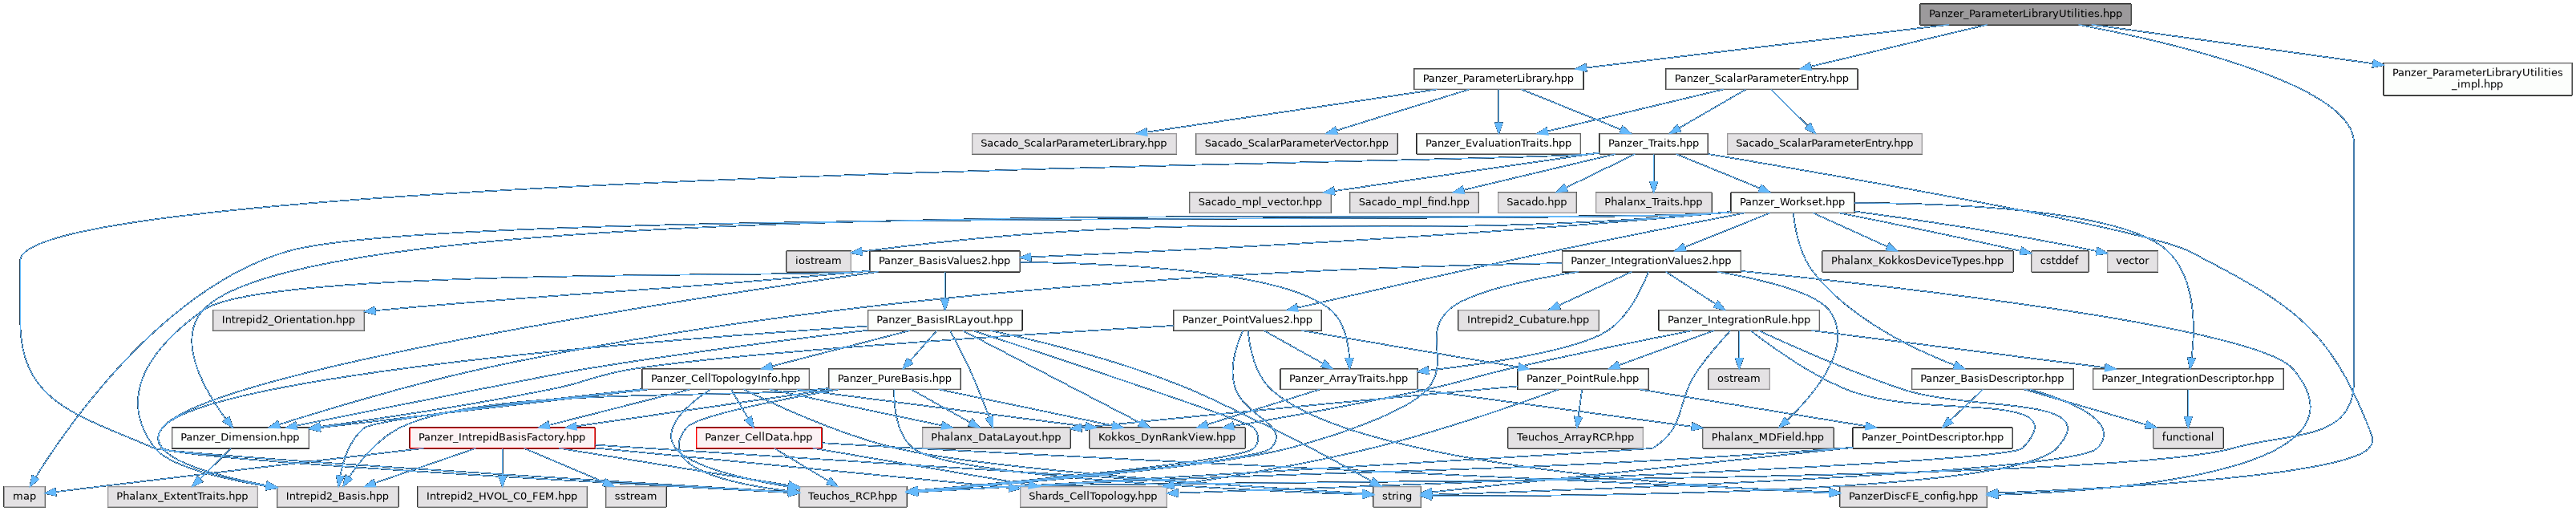 Panzer_ParameterLibraryUtilities.hpp
Panzer_ParameterLibrary.hpp
Panzer_ScalarParameterEntry.hpp
Panzer_ParameterLibraryUtilities
_impl.hpp
Sacado_ScalarParameterLibrary.hpp
Sacado_ScalarParameterVector.hpp
Panzer_EvaluationTraits.hpp
Panzer_Traits.hpp
Sacado_ScalarParameterEntry.hpp
Sacado_mpl_vector.hpp
Sacado_mpl_find.hpp
Sacado.hpp
Phalanx_Traits.hpp
Panzer_Workset.hpp
iostream
Panzer_BasisValues2.hpp
Panzer_IntegrationValues2.hpp
Phalanx_KokkosDeviceTypes.hpp
cstddef
vector
Intrepid2_Orientation.hpp
Panzer_BasisIRLayout.hpp
Panzer_PointValues2.hpp
Intrepid2_Cubature.hpp
Panzer_IntegrationRule.hpp
Panzer_CellTopologyInfo.hpp
Panzer_PureBasis.hpp
Panzer_ArrayTraits.hpp
Panzer_PointRule.hpp
ostream
Panzer_BasisDescriptor.hpp
Panzer_IntegrationDescriptor.hpp
Panzer_Dimension.hpp
Panzer_IntrepidBasisFactory.hpp
Panzer_CellData.hpp
Phalanx_DataLayout.hpp
Kokkos_DynRankView.hpp
Teuchos_ArrayRCP.hpp
Phalanx_MDField.hpp
Panzer_PointDescriptor.hpp
functional
map
Phalanx_ExtentTraits.hpp
Intrepid2_Basis.hpp
Intrepid2_HVOL_C0_FEM.hpp
sstream
Teuchos_RCP.hpp
Shards_CellTopology.hpp
string
PanzerDiscFE_config.hpp